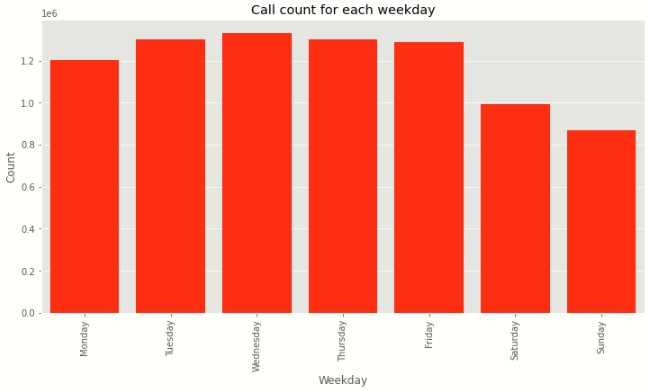 Call count for each weekday
1e6
1.2
1.0
0.8
0.6
0.4
0.2
0.0
Count
Monday
Tuesday
Wednesday
Thursday
Friday
Saturday
Sunday
Weekday